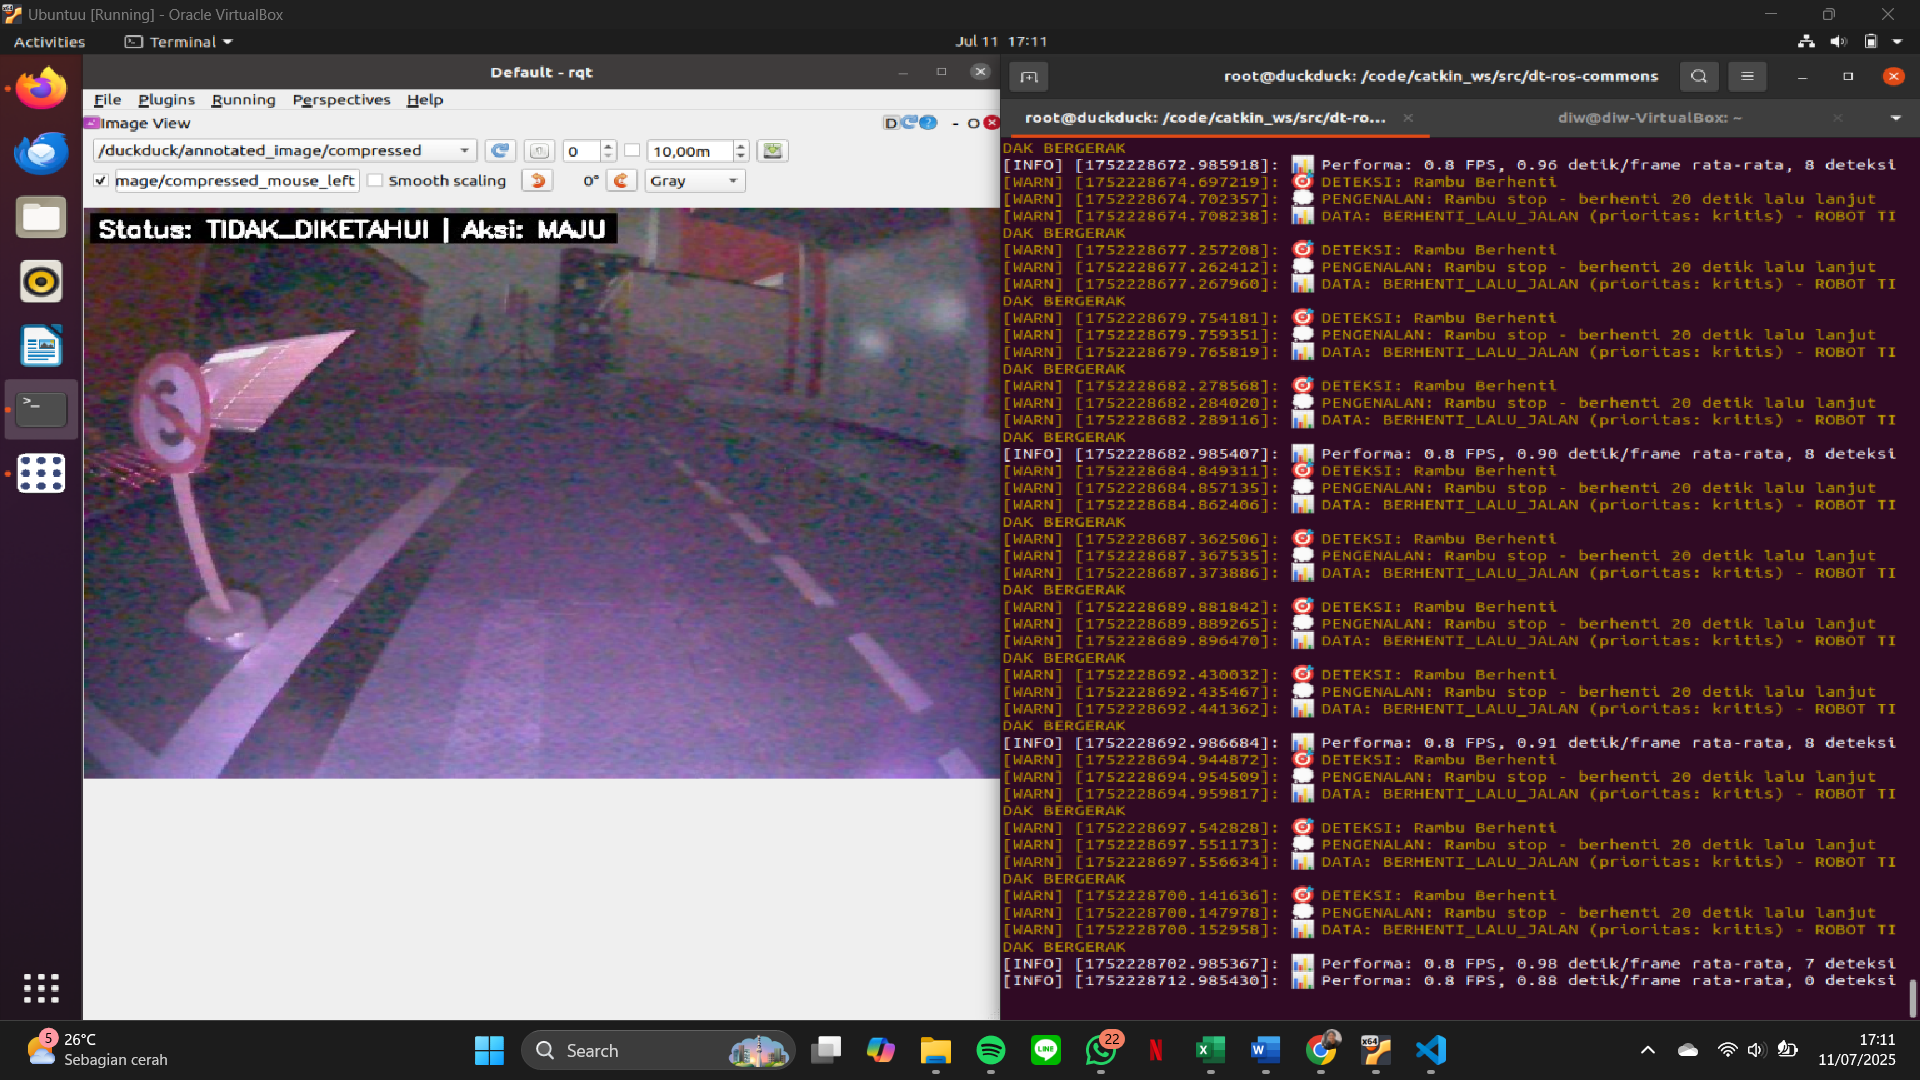 Ubuntuu [Running] - Oracle VirtualBox
Activities
Terminal
Jul 11 17:11
Default - rqt
File Plugins Running Perspectives Help
Image View
D
- O
/duckduck/annotated_image/compressed
0
10,00m
mage/compressed_mouse_left
Smooth scaling
0°
Gray
Status: TIDAK_DIKETAHUI | Aksi: MAJU
S
root@duckduck: /code/catkin_ws/src/dt-ros-commons
root@duckduck: /code/catkin_ws/src/dt-ro...
diw@diw-VirtualBox: ~
DAK BERGERAK
[INFO] [1752228672.985918]: 📊 Performa: 0.8 FPS, 0.96 detik/frame rata-rata, 8 deteksi
[WARN] [1752228674.697219]: 🎯 DETEKSI: Rambu Berhenti
[WARN] [1752228674.702357]: 💭 PENGENALAN: Rambu stop - berhenti 20 detik lalu lanjut
[WARN] [1752228674.708238]: 📊 DATA: BERHENTI_LALU_JALAN (prioritas: kritis) - ROBOT TI
DAK BERGERAK
[WARN] [1752228677.257208]: 🎯 DETEKSI: Rambu Berhenti
[WARN] [1752228677.262412]: 💭 PENGENALAN: Rambu stop - berhenti 20 detik lalu lanjut
[WARN] [1752228677.267960]: 📊 DATA: BERHENTI_LALU_JALAN (prioritas: kritis) - ROBOT TI
DAK BERGERAK
[WARN] [1752228679.754181]: 🎯 DETEKSI: Rambu Berhenti
[WARN] [1752228679.759351]: 💭 PENGENALAN: Rambu stop - berhenti 20 detik lalu lanjut
[WARN] [1752228679.765819]: 📊 DATA: BERHENTI_LALU_JALAN (prioritas: kritis) - ROBOT TI
DAK BERGERAK
[WARN] [1752228682.278568]: 🎯 DETEKSI: Rambu Berhenti
[WARN] [1752228682.284020]: 💭 PENGENALAN: Rambu stop - berhenti 20 detik lalu lanjut
[WARN] [1752228682.289116]: 📊 DATA: BERHENTI_LALU_JALAN (prioritas: kritis) - ROBOT TI
DAK BERGERAK
[INFO] [1752228682.985407]: 📊 Performa: 0.8 FPS, 0.90 detik/frame rata-rata, 8 deteksi
[WARN] [1752228684.849311]: 🎯 DETEKSI: Rambu Berhenti
[WARN] [1752228684.857135]: 💭 PENGENALAN: Rambu stop - berhenti 20 detik lalu lanjut
[WARN] [1752228684.862406]: 📊 DATA: BERHENTI_LALU_JALAN (prioritas: kritis) - ROBOT TI
DAK BERGERAK
[WARN] [1752228687.362506]: 🎯 DETEKSI: Rambu Berhenti
[WARN] [1752228687.367535]: 💭 PENGENALAN: Rambu stop - berhenti 20 detik lalu lanjut
[WARN] [1752228687.373886]: 📊 DATA: BERHENTI_LALU_JALAN (prioritas: kritis) - ROBOT TI
DAK BERGERAK
[WARN] [1752228689.881842]: 🎯 DETEKSI: Rambu Berhenti
[WARN] [1752228689.889265]: 💭 PENGENALAN: Rambu stop - berhenti 20 detik lalu lanjut
[WARN] [1752228689.896470]: 📊 DATA: BERHENTI_LALU_JALAN (prioritas: kritis) - ROBOT TI
DAK BERGERAK
[WARN] [1752228692.430032]: 🎯 DETEKSI: Rambu Berhenti
[WARN] [1752228692.435467]: 💭 PENGENALAN: Rambu stop - berhenti 20 detik lalu lanjut
[WARN] [1752228692.441362]: 📊 DATA: BERHENTI_LALU_JALAN (prioritas: kritis) - ROBOT TI
DAK BERGERAK
[INFO] [1752228692.986684]: 📊 Performa: 0.8 FPS, 0.91 detik/frame rata-rata, 8 deteksi
[WARN] [1752228694.944872]: 🎯 DETEKSI: Rambu Berhenti
[WARN] [1752228694.954509]: 💭 PENGENALAN: Rambu stop - berhenti 20 detik lalu lanjut
[WARN] [1752228694.959817]: 📊 DATA: BERHENTI_LALU_JALAN (prioritas: kritis) - ROBOT TI
DAK BERGERAK
[WARN] [1752228697.542828]: 🎯 DETEKSI: Rambu Berhenti
[WARN] [1752228697.551173]: 💭 PENGENALAN: Rambu stop - berhenti 20 detik lalu lanjut
[WARN] [1752228697.556634]: 📊 DATA: BERHENTI_LALU_JALAN (prioritas: kritis) - ROBOT TI
DAK BERGERAK
[WARN] [1752228700.141636]: 🎯 DETEKSI: Rambu Berhenti
[WARN] [1752228700.147978]: 💭 PENGENALAN: Rambu stop - berhenti 20 detik lalu lanjut
[WARN] [1752228700.152958]: 📊 DATA: BERHENTI_LALU_JALAN (prioritas: kritis) - ROBOT TI
DAK BERGERAK
[INFO] [1752228702.985367]: 📊 Performa: 0.8 FPS, 0.98 detik/frame rata-rata, 7 deteksi
[INFO] [1752228712.985430]: 📊 Performa: 0.8 FPS, 0.88 detik/frame rata-rata, 0 deteksi
5
26°C
Sebagian cerah
Search
LINE
22
N
X
W
x64
17:11
11/07/2025